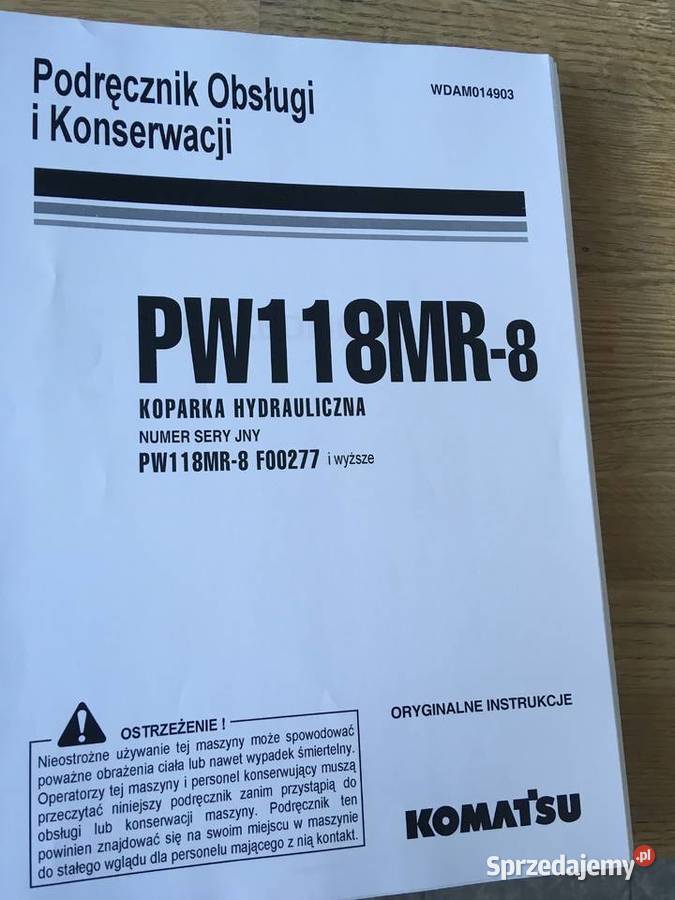 Podręcznik Obsługi
i Konserwacji
WDAM014903
PW118MR-8
KOPARKA HYDRAULICZNA
NUMER SERY JNY
PW118MR-8 F00277 i wyższe
OSTRZEŻENIE !
Nieostrożne używanie tej maszyny może spowodować
poważne obrażenia ciała lub nawet wypadek śmiertelny.
Operatorzy tej maszyny i personel konserwujący muszą
przeczytać niniejszy podręcznik zanim przystąpią do
obsługi lub konserwacji maszyny. Podręcznik ten
powinien znajdować się na swoim miejscu w maszynie
do stałego wglądu dla personelu mającego z nią kontakt.
ORYGINALNE INSTRUKCJE
KOMATSU
Sprzedajemy.pl